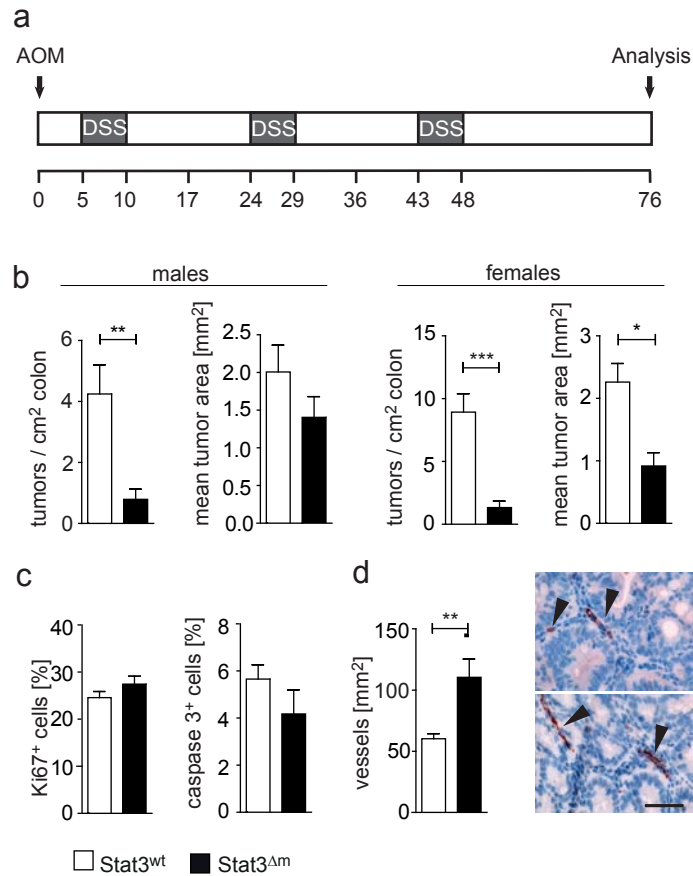 a
AOM
Analysis
DSS DSS DSS
0 5 10 17 24 29 36 43 48 76
b
males
females
tumors / cm² colon
6
4
2
0
**
mean tumor area [mm²]
2.5
2.0
1.5
1.0
1.5
0.0
tumors / cm² colon
15
10
5
0
***
mean tumor area [mm²]
3
2
1
0
*
c
Ki67⁺ cells [%]
40
30
20
10
0
caspase 3⁺ cells [%]
8
6
4
2
0
d
vessels [mm²]
150
100
50
0
**
Stat3ʷᵗ
Stat3^Δm